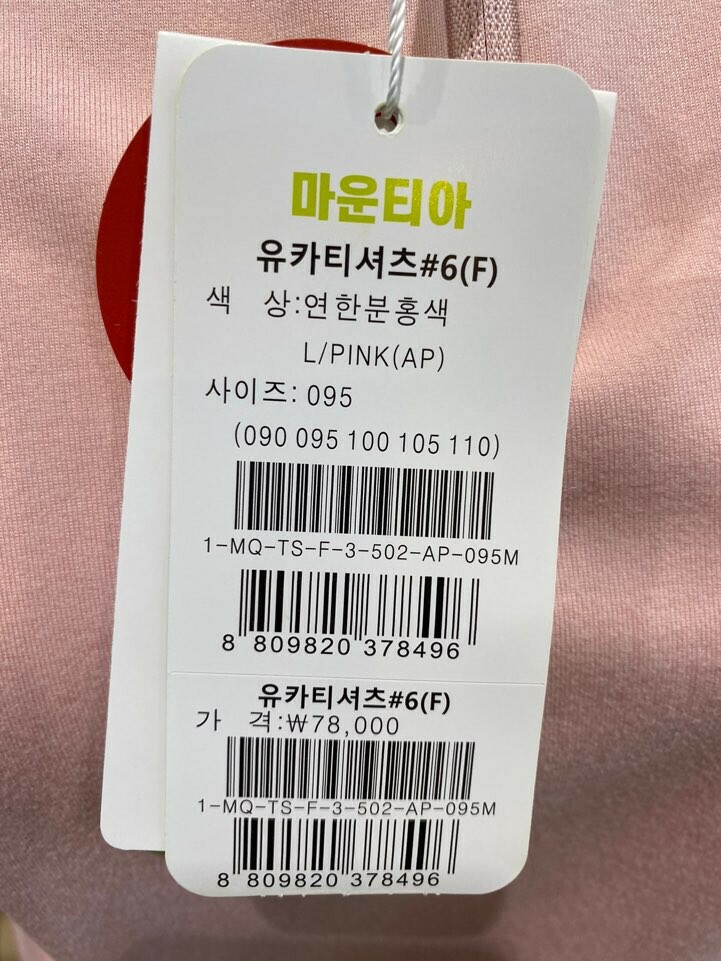 마운티아
유카티셔츠#6(F)
색 상:연한분홍색
L/PINK(AP)
사이즈: 095
(090 095 100 105 110)
1-MQ-TS-F-3-502-AP-095M
8 809820 378496
유카티셔츠#6(F)
가 격:₩78,000
1-MQ-TS-F-3-502-AP-095M
8 809820 378496